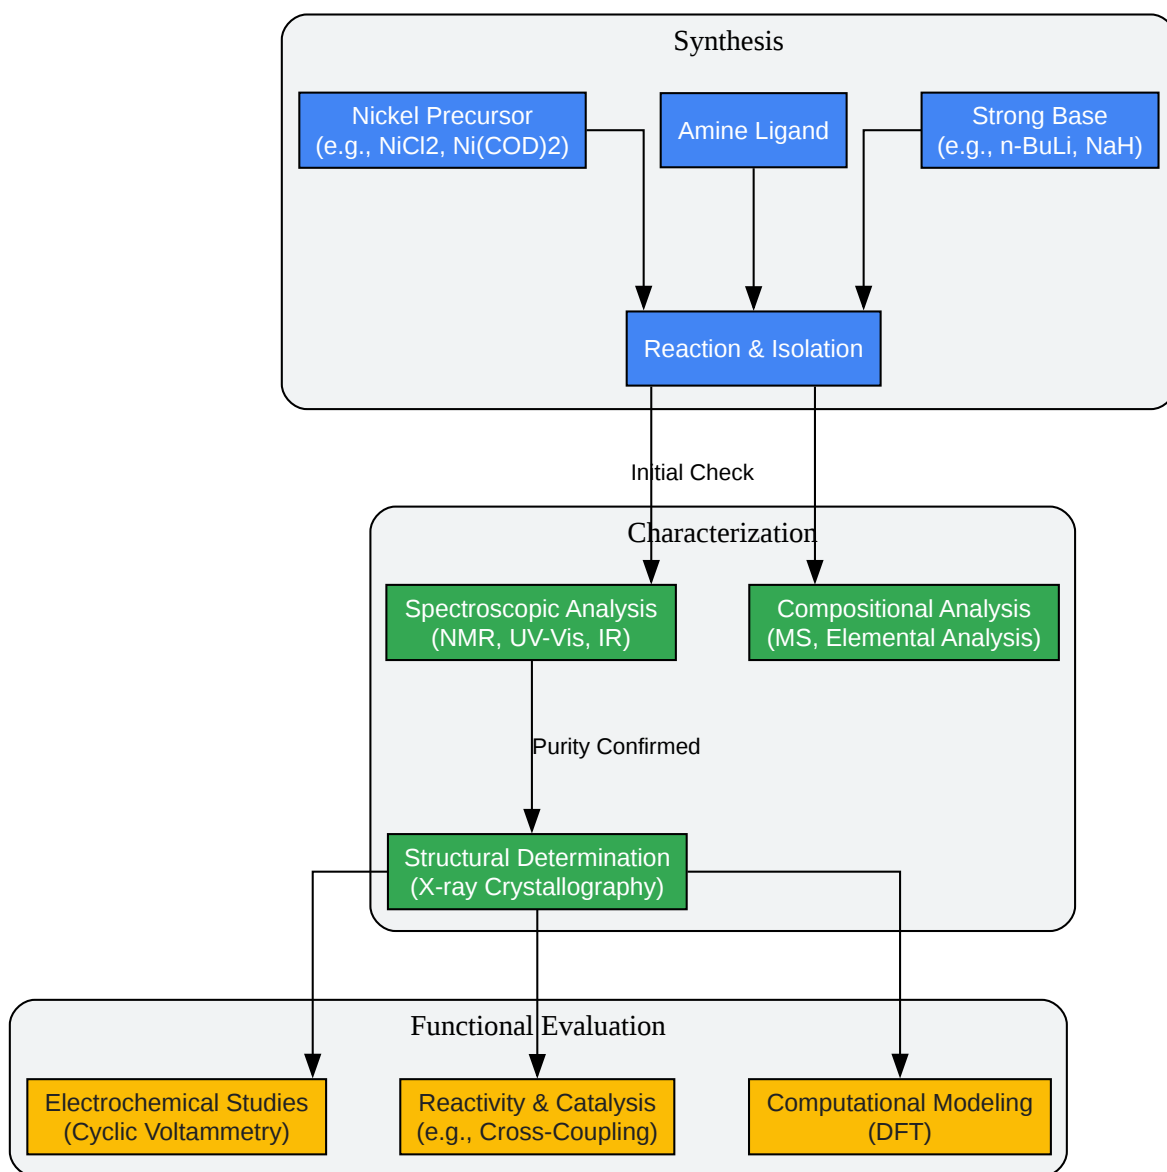 Synthesis
Nickel Precursor
(e.g., NiCl2, Ni(COD)2)
Amine Ligand
Strong Base
(e.g., n-BuLi, NaH)
Reaction & Isolation
Initial Check
Characterization
Spectroscopic Analysis
(NMR, UV-Vis, IR)
Compositional Analysis
(MS, Elemental Analysis)
Purity Confirmed
Structural Determination
(X-ray Crystallography)
Functional Evaluation
Electrochemical Studies
(Cyclic Voltammetry)
Reactivity & Catalysis
(e.g., Cross-Coupling)
Computational Modeling
(DFT)